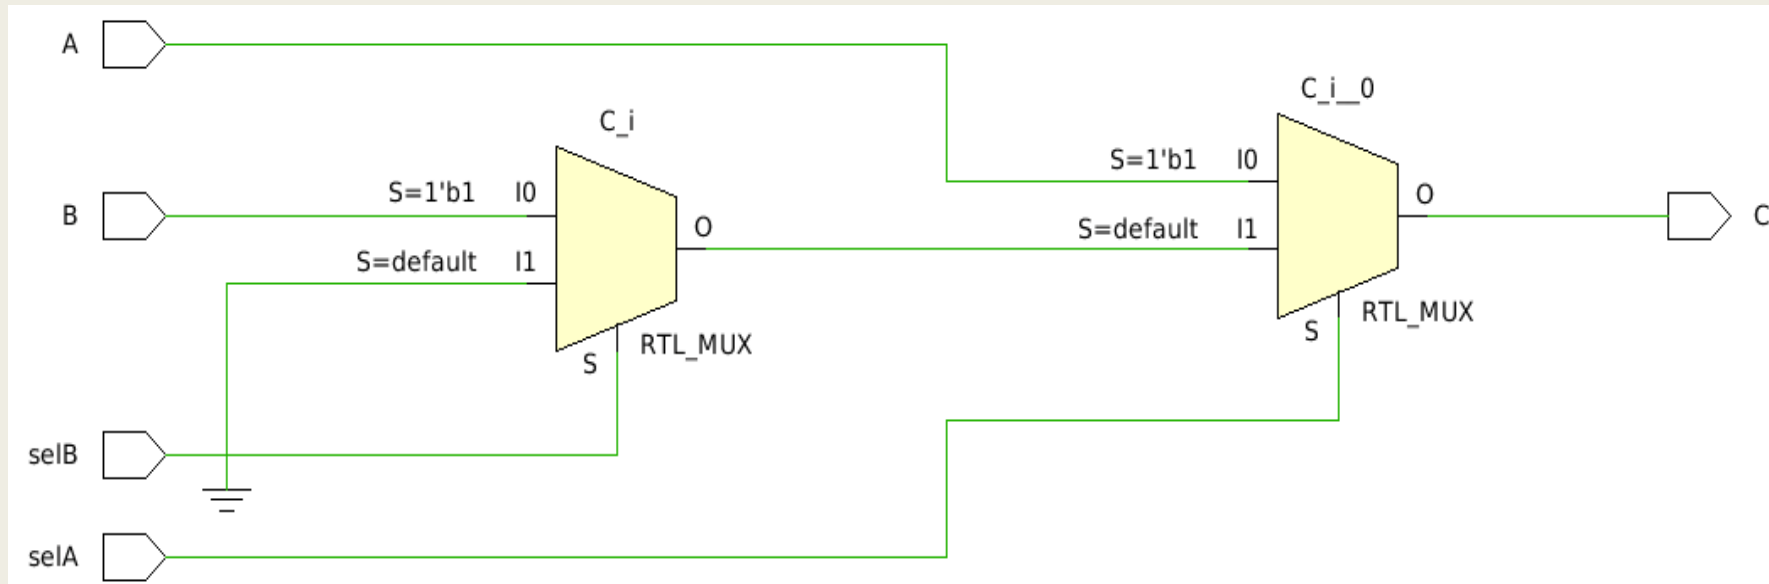 A
C_i__0
C_i
S=1'b1 I0
S=1'b1 I0
B
O
C
O
S=default I1
S=default I1
RTL_MUX
S
RTL_MUX
S
selB
selA